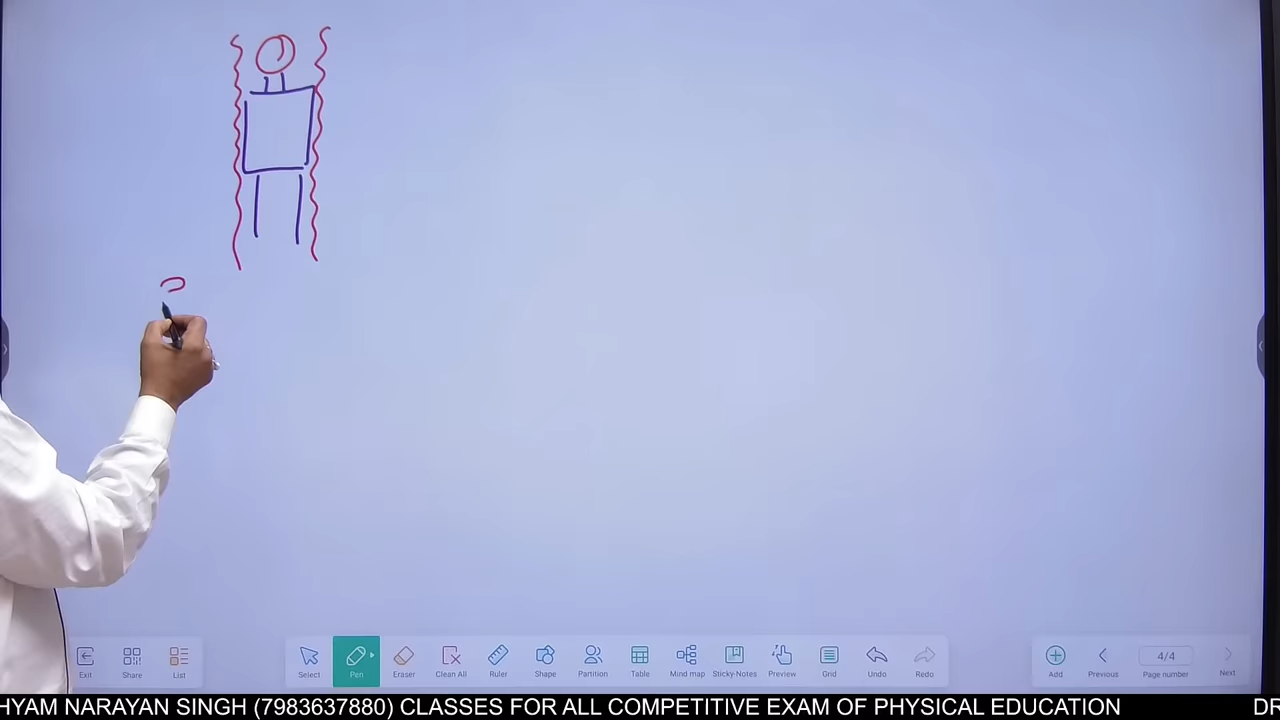 Exit
Share
List
Select
Pen
Eraser
Clean All
Ruler
Shape
Partition
Table
Mind map
Sticky-Notes
Preview
Grid
Undo
Redo
Add
Previous
4/4
Page number
Next
HYAM NARAYAN SINGH (7983637880) CLASSES FOR ALL COMPETITIVE EXAM OF PHYSICAL EDUCATION DR